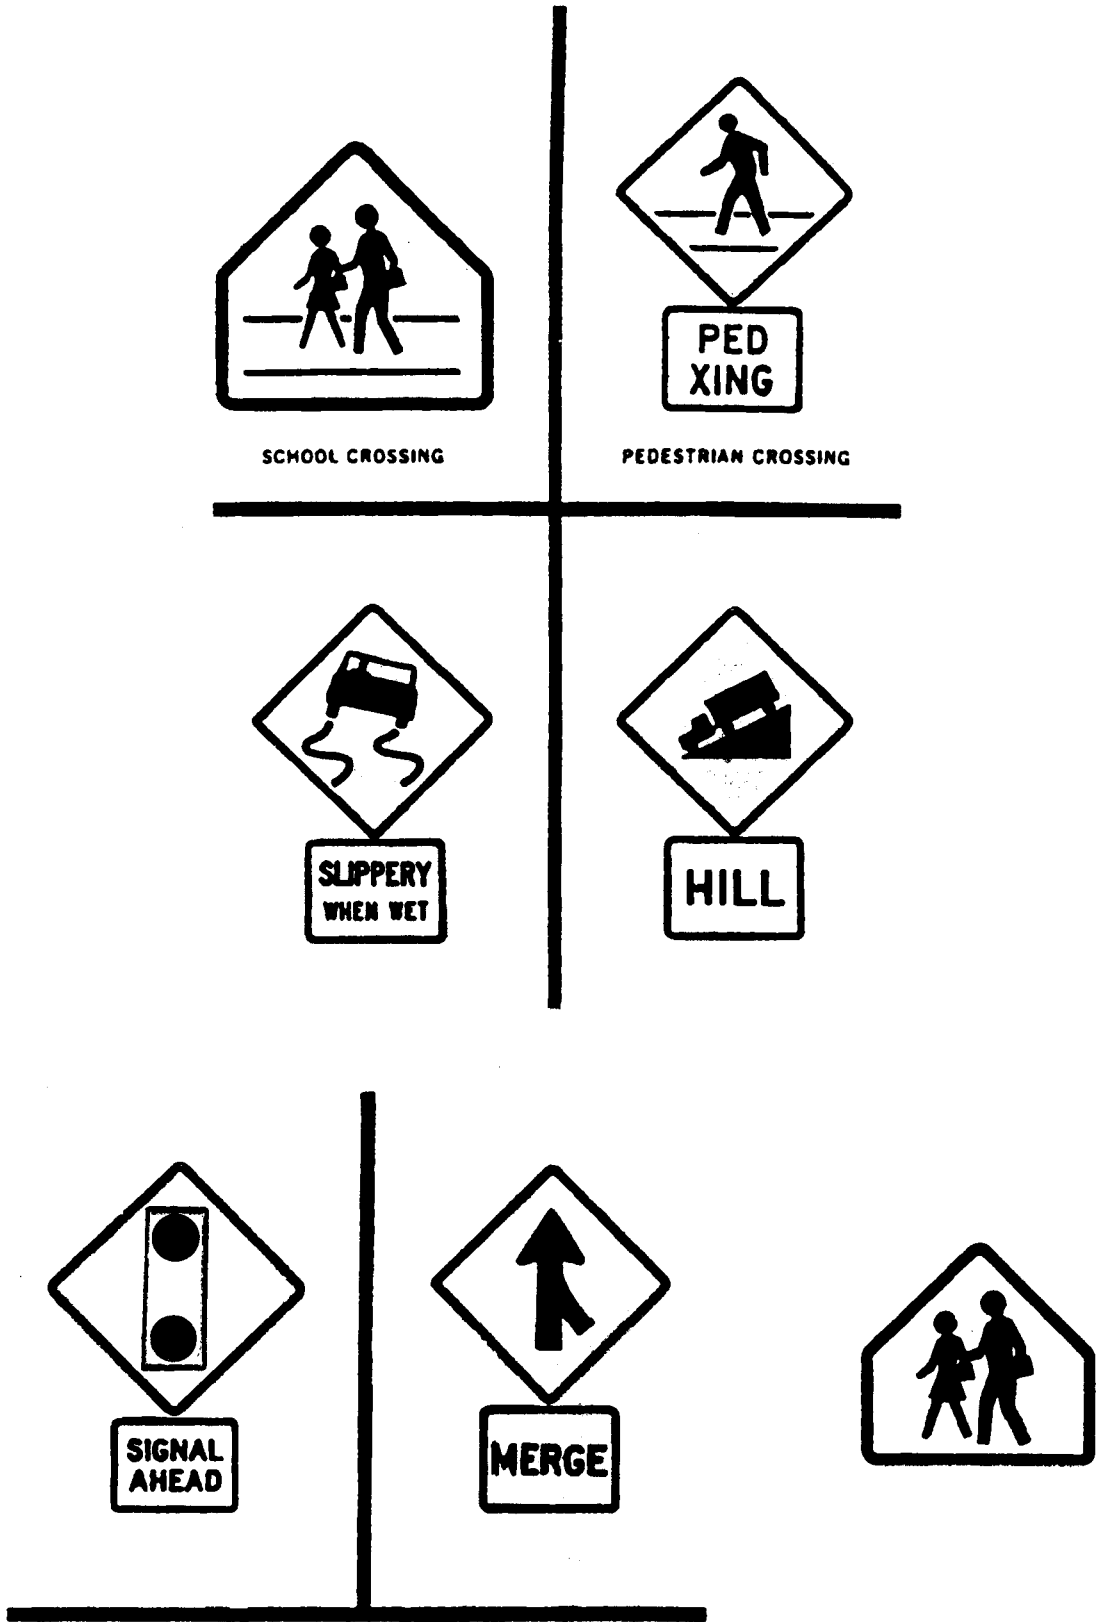 PED
XING
SCHOOL CROSSING
PEDESTRIAN CROSSING
SLIPPERY
WHEN WET
HILL
SIGNAL
AHEAD
MERGE